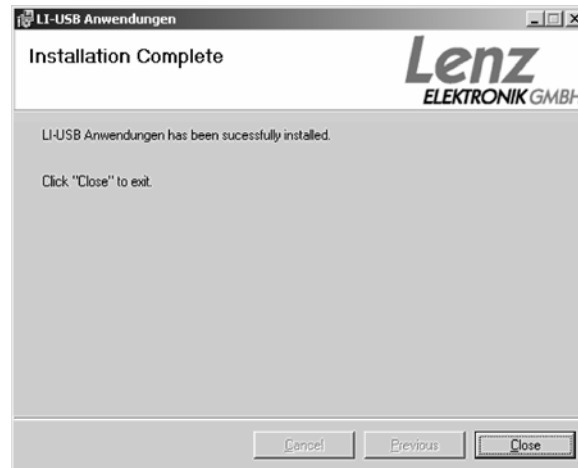 LI-USB Anwendungen
Installation Complete
Lenz
ELEKTRONIK GMBH
LI-USB Anwendungen has been sucessfully installed.
Click "Close" to exit.
Cancel Previous Close